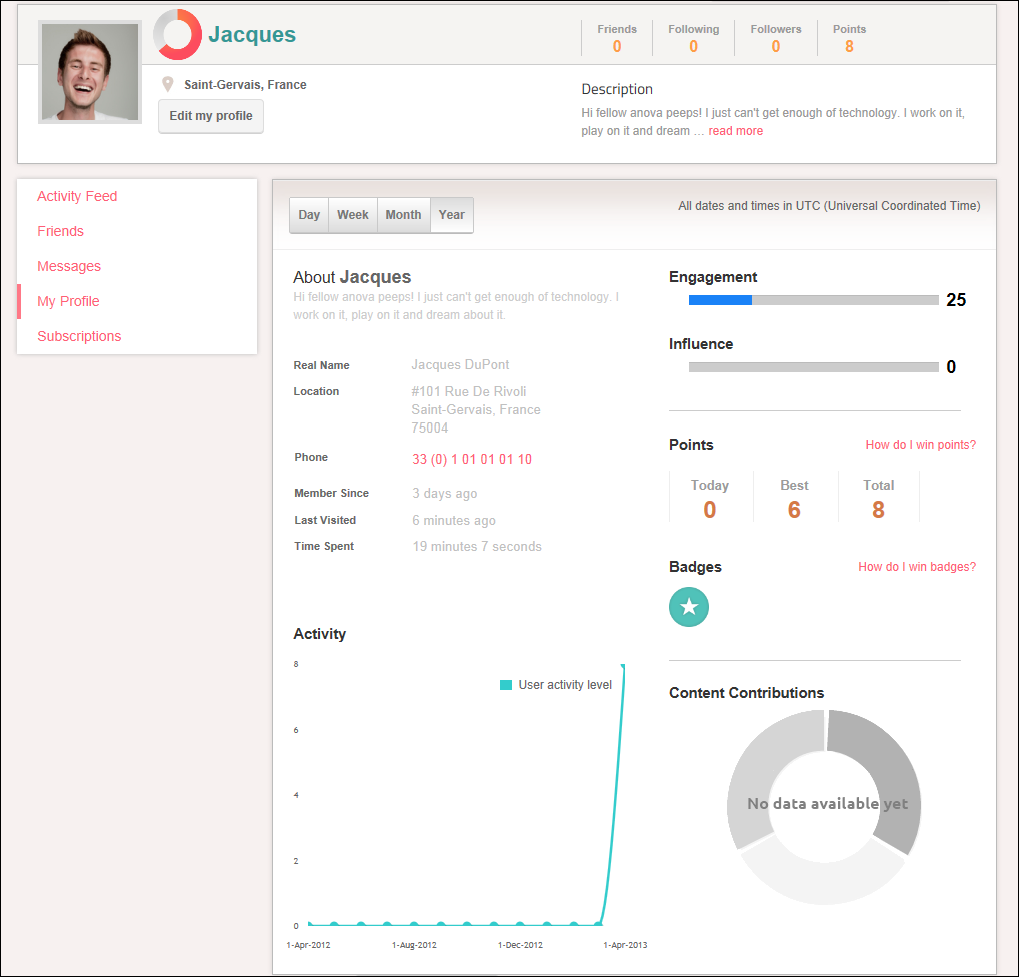 Jacques
Friends
0
Following
0
Followers
0
Points
8
Saint-Gervais, France
Edit my profile
Description
Hi fellow anova peeps! I just can't get enough of technology. I work on it,
play on it and dream ... read more
Activity Feed
Friends
Messages
My Profile
Subscriptions
Day Week Month Year
All dates and times in UTC (Universal Coordinated Time)
About Jacques
Hi fellow anova peeps! I just can't get enough of technology. I
work on it, play on it and dream about it.
Real Name Jacques DuPont
Location #101 Rue De Rivoli
Saint-Gervais, France
75004
Phone 33 (0) 1 01 01 01 10
Member Since 3 days ago
Last Visited 6 minutes ago
Time Spent 19 minutes 7 seconds
Engagement
25
Influence
0
Points How do I win points?
Today Best Total
0 6 8
Badges How do I win badges?
Activity
User activity level
8
6
4
2
0
1-Apr-2012 1-Aug-2012 1-Dec-2012 1-Apr-2013
Content Contributions
No data available yet